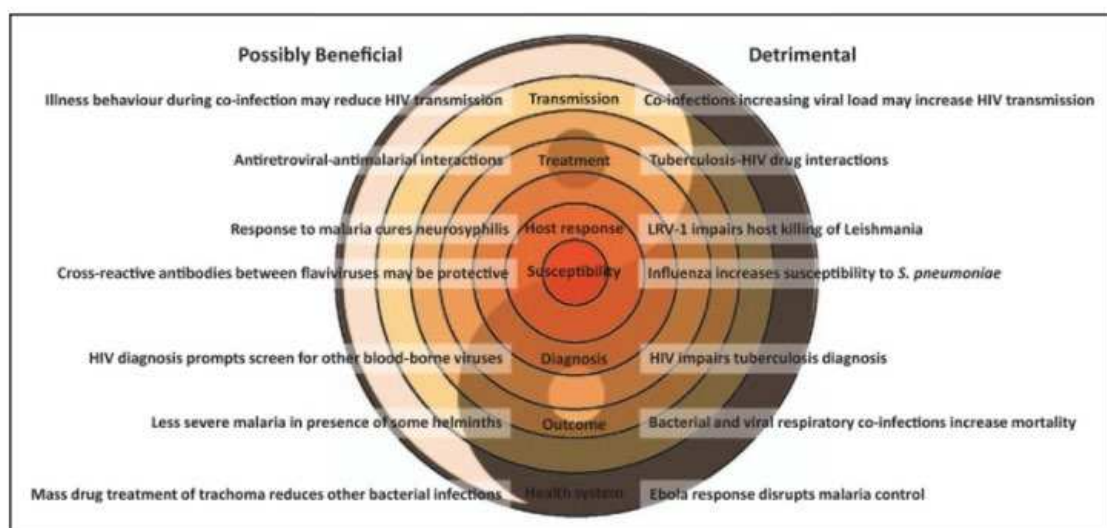 Possibly Beneficial Detrimental
Illness behaviour during co-infection may reduce HIV transmission Transmission Co-infections increasing viral load may increase HIV transmission
Antiretroviral-antimalarial interactions Treatment Tuberculosis-HIV drug interactions
Response to malaria cures neurosyphilis Host response LRV-1 impairs host killing of Leishmania
Cross-reactive antibodies between flaviviruses may be protective Susceptibility Influenza increases susceptibility to S. pneumoniae
HIV diagnosis prompts screen for other blood-borne viruses Diagnosis HIV impairs tuberculosis diagnosis
Less severe malaria in presence of some helminths Outcome Bacterial and viral respiratory co-infections increase mortality
Mass drug treatment of trachoma reduces other bacterial infections Health system Ebola response disrupts malaria control